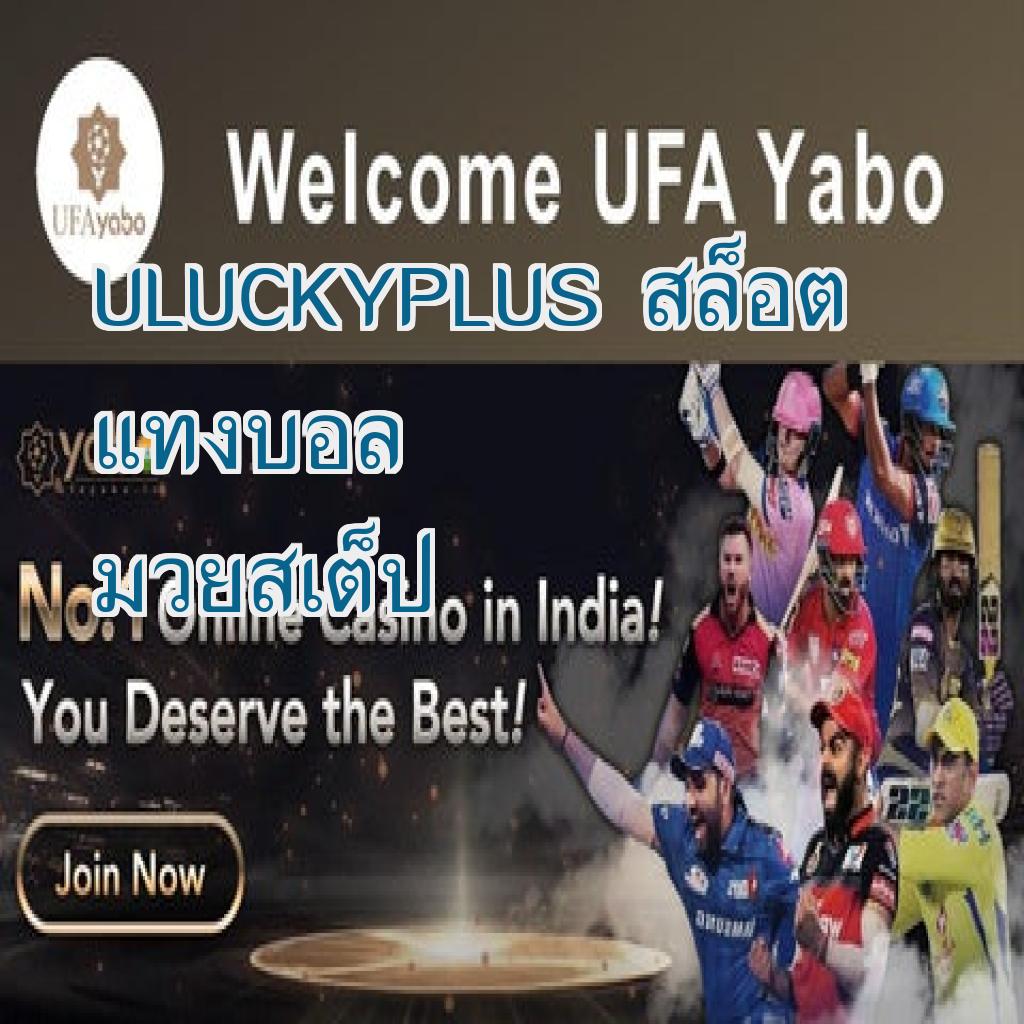 Welcome UFA Yabo
UFAyabo
ULUCKYPLUS สล็อต
แทงบอล
มวยสเต็ป
No.1 Online Casino in India!
You Deserve the Best!
Join Now
22